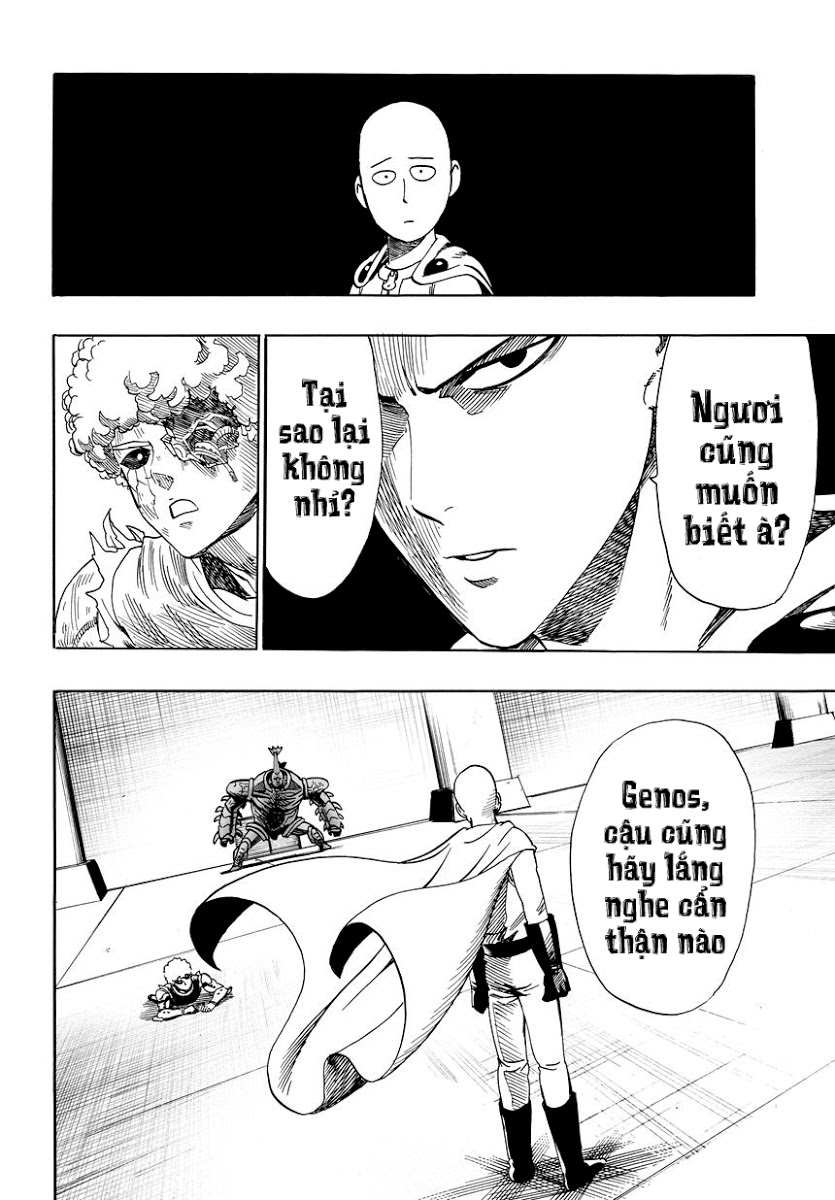 Ngươi
cũng
muốn
biết à?
Tại
sao lại
không
nhỉ?
Genos,
cậu cũng
hãy lắng
nghe cẩn
thận nào